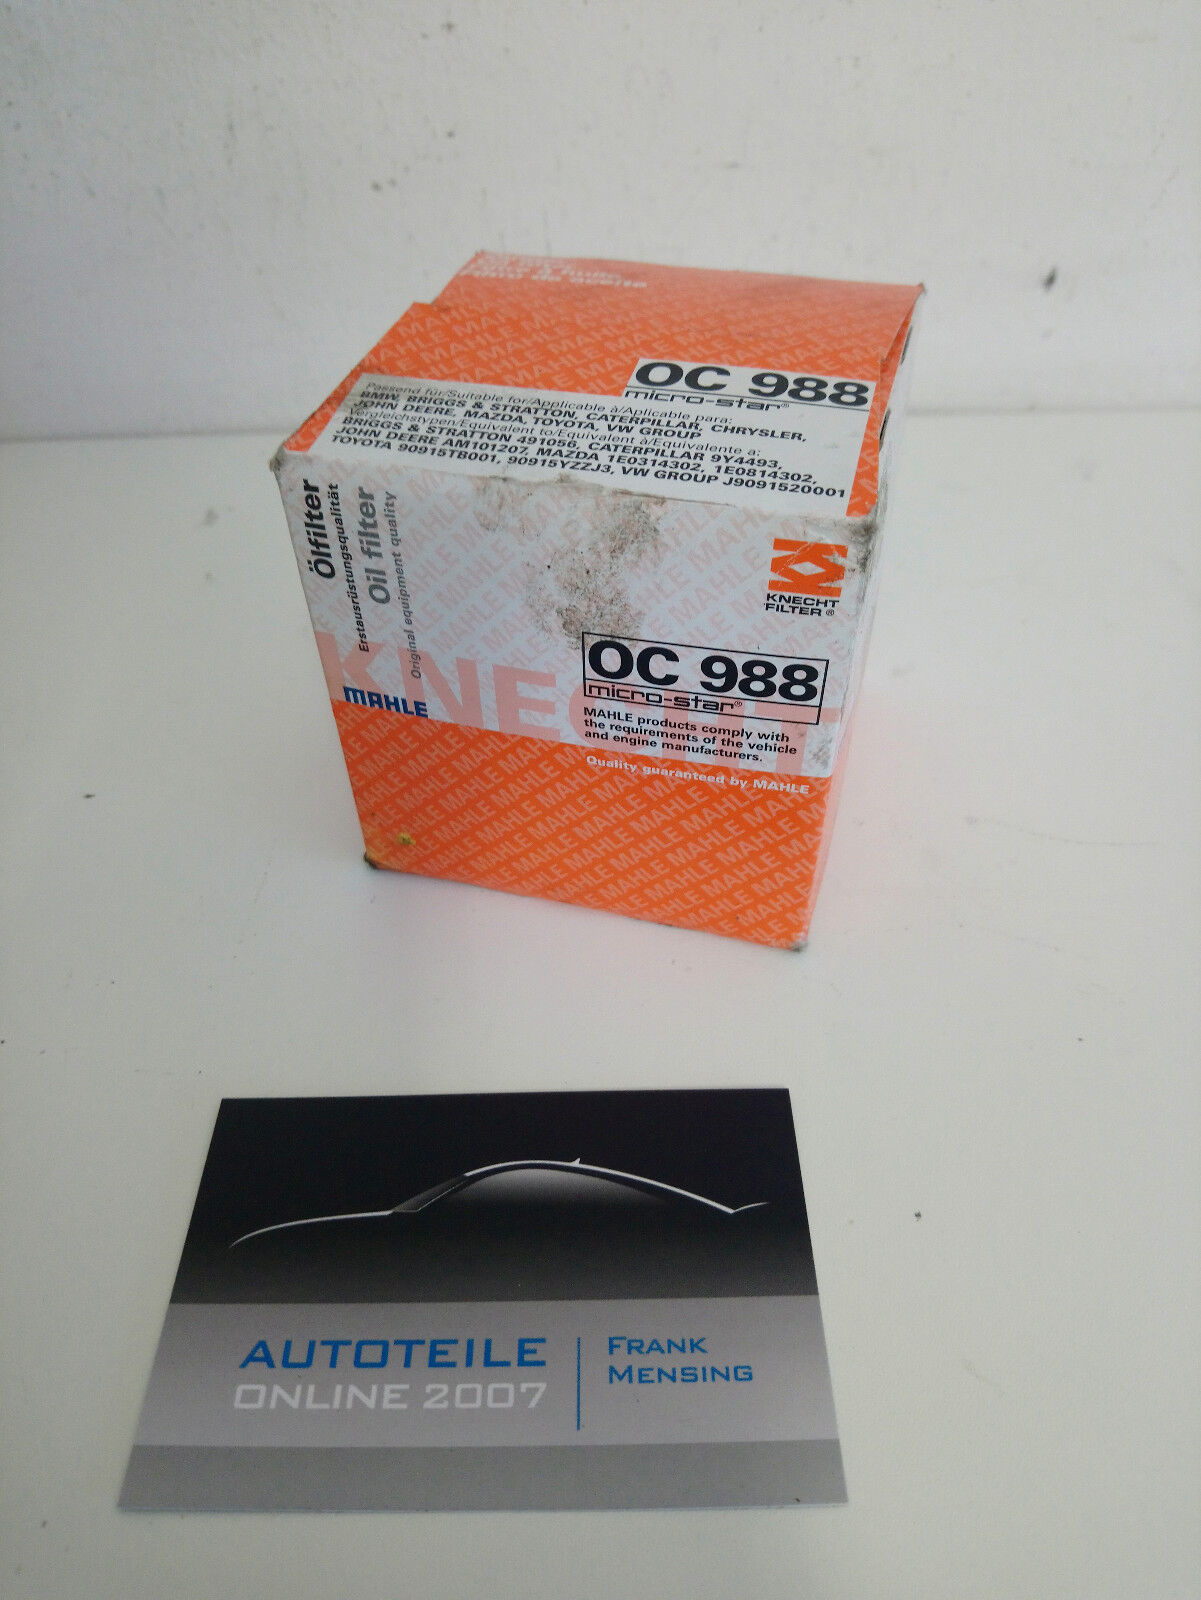 Filtro de aceite
OC 988
micro-star®
Passend für/Suitable for/Applicable à/Aplicable para:
BMW, BRIGGS & STRATTON, CATERPILLAR, CHRYSLER,
JOHN DEERE, MAZDA, TOYOTA, VW GROUP
Vergleichstypen/Equivalent to/Equivalent à/Equivalente a:
BRIGGS & STRATTON 491056, CATERPILLAR 9Y4493,
JOHN DEERE AM101207, MAZDA 1E0314302, 1E0814302,
TOYOTA 90915TB001, 90915YZZJ3, VW GROUP J9091520001
Ölfilter
Erstausrüstungsqualität
Oil filter
Original equipment quality
KNECHT
FILTER®
KNECHT
MAHLE
OC 988
micro-star®
MAHLE products comply with
the requirements of the vehicle
and engine manufacturers.
Quality guaranteed by MAHLE
AUTOTEILE
ONLINE 2007
FRANK
MENSING